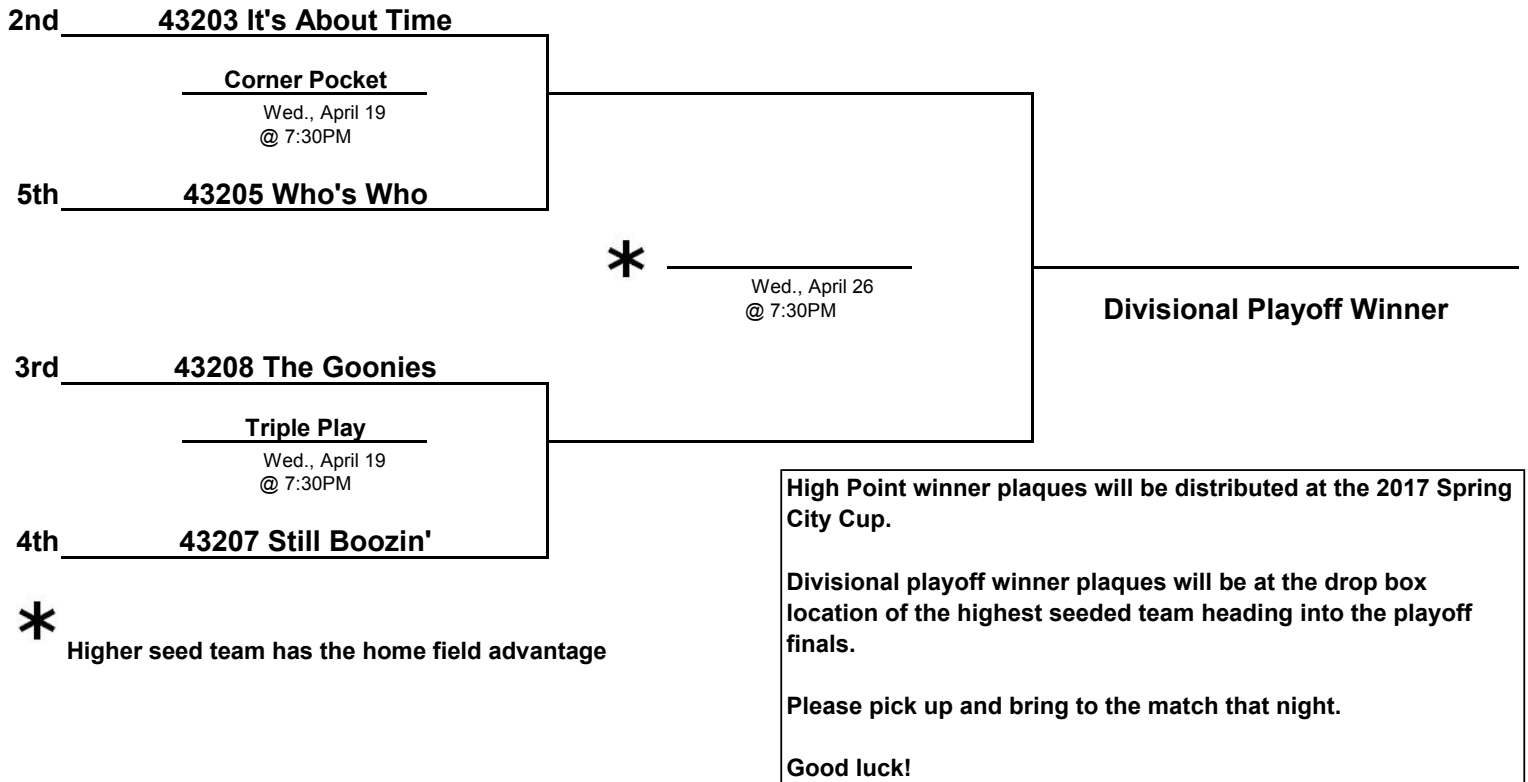 2nd 43203 It's About Time
Corner Pocket
Wed., April 19
@ 7:30PM
5th 43205 Who's Who
*
Wed., April 26
@ 7:30PM
Divisional Playoff Winner
3rd 43208 The Goonies
Triple Play
Wed., April 19
@ 7:30PM
4th 43207 Still Boozin'
*
Higher seed team has the home field advantage
High Point winner plaques will be distributed at the 2017 Spring
City Cup.
Divisional playoff winner plaques will be at the drop box
location of the highest seeded team heading into the playoff
finals.
Please pick up and bring to the match that night.
Good luck!